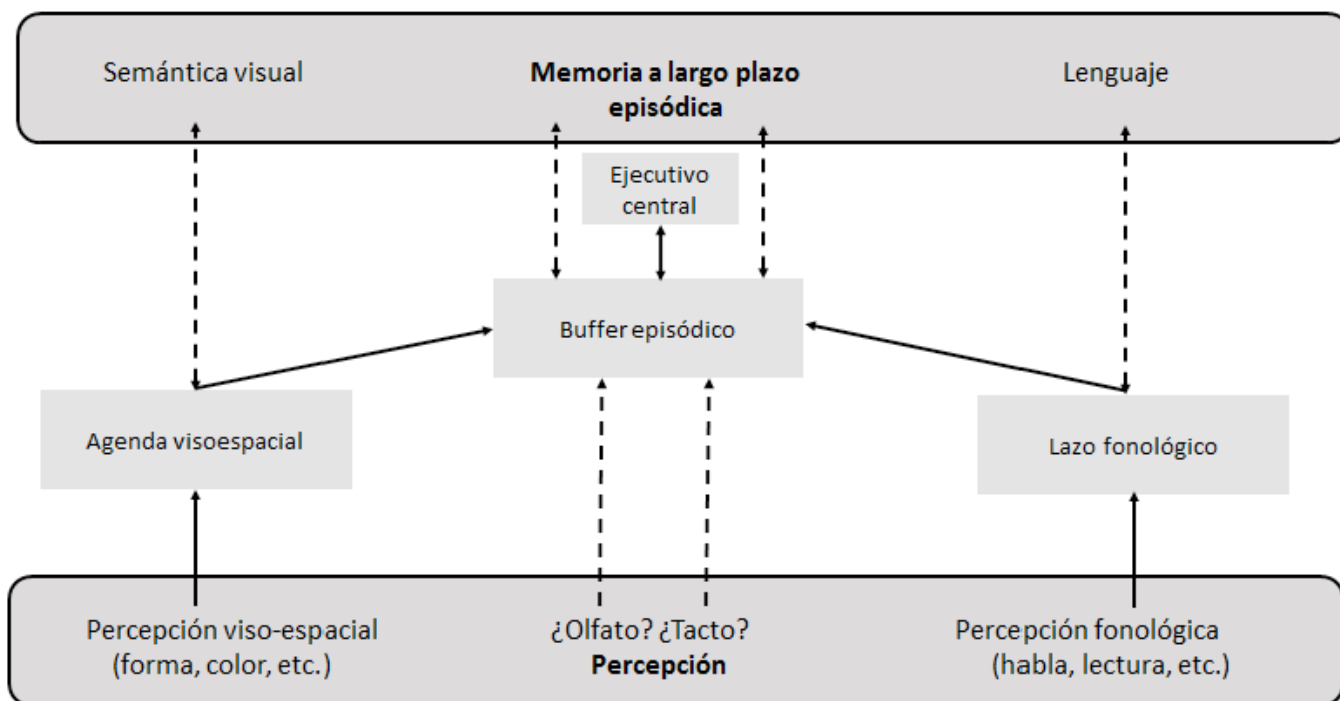 Semántica visual
Memoria a largo plazo
episódica
Lenguaje
Ejecutivo
central
Buffer episódico
Agenda visoespacial
Lazo fonológico
Percepción viso-espacial
(forma, color, etc.)
¿Olfato? ¿Tacto?
Percepción
Percepción fonológica
(habla, lectura, etc.)